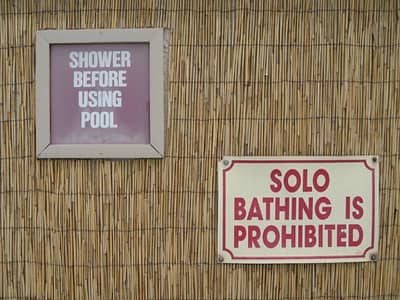 SHOWER
BEFORE
USING
POOL
SOLO
BATHING IS
PROHIBITED